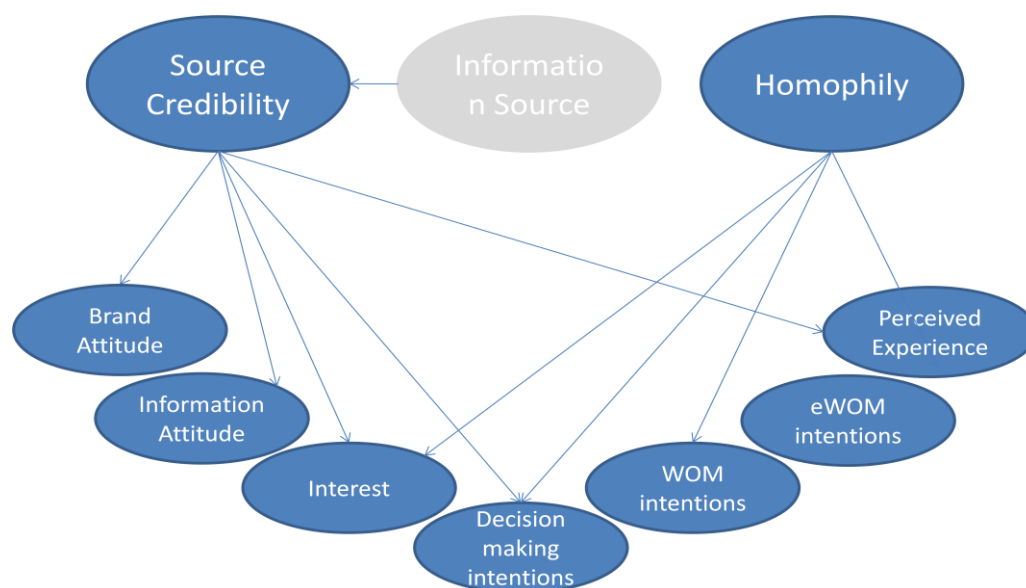 Source
Credibility
Informatio
n Source
Homophily
Brand
Attitude
Perceived
Experience
Information
Attitude
eWOM
intentions
Interest
WOM
intentions
Decision
making
intentions